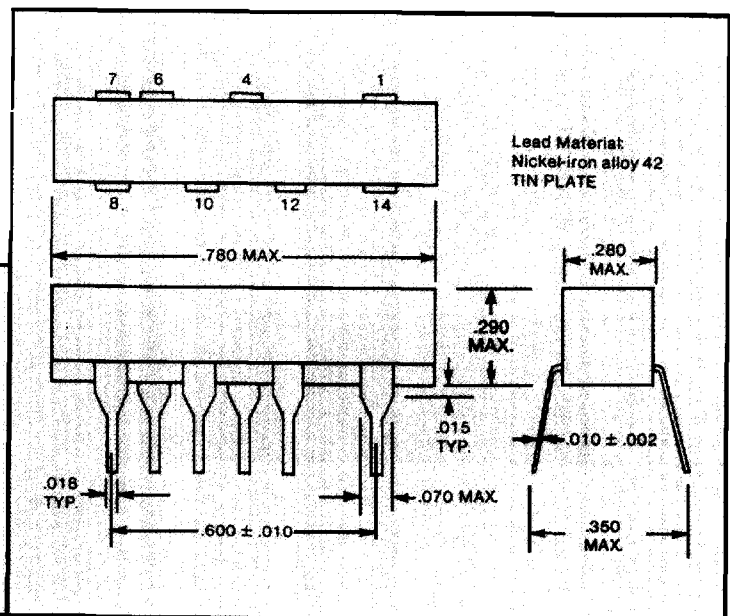 7 6 4 1
Lead Material:
Nickel-iron alloy 42
TIN PLATE
8 10 12 14
.780 MAX.
.280
MAX.
.290
MAX.
.015
TYP.
.010 ± .002
.018
TYP.
.070 MAX.
.600 ± .010
.350
MAX.